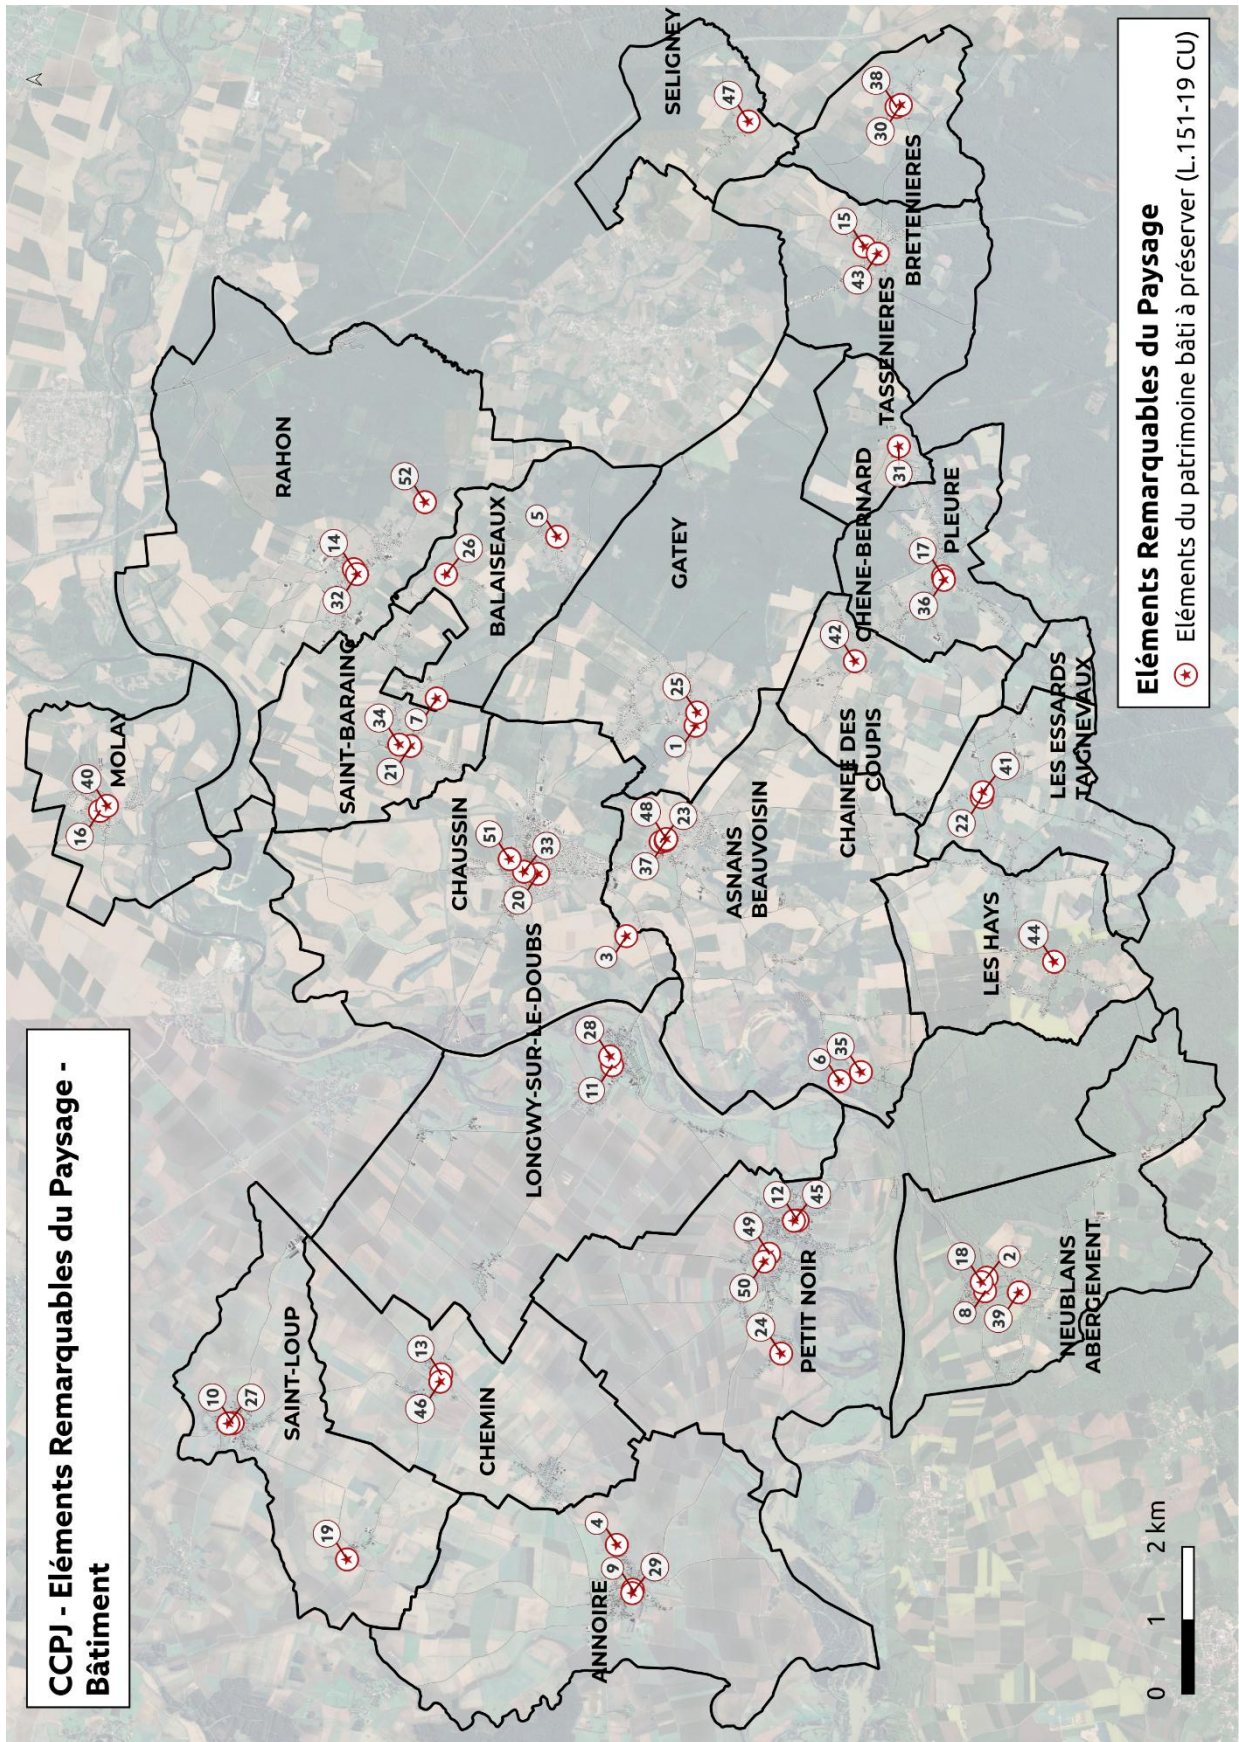 CCPJ - Eléments Remarquables du Paysage -
Bâtiment
MOLAY
16
40
RAHON
14
32
52
SAINT-LOUP
10
27
19
SAINT-BARAING
34
21
7
BALAISEAUX
26
5
CHEMIN
13
46
CHAUSSIN
51
20
33
LONGWY-SUR-LE-DOUBS
11
28
3
ANNOIRE
4
9
29
ASNANS
BEAUVOISIN
37
48
23
6
35
GATEY
1
25
SELIGNEY
47
PETIT NOIR
24
50
49
12
45
CHAINEE DES
COUPIS
42
CHENE-BERNARD
31
TASSENIERES
43
15
BRETENIERES
30
38
PLEURE
36
17
LES HAYS
44
LES ESSARDS
TAIGNEVAUX
22
41
NEUBLANS
ABERGEMENT
8
18
39
2
0
1
2 km
Eléments Remarquables du Paysage
Eléments du patrimoine bâti à préserver (L.151-19 CU)